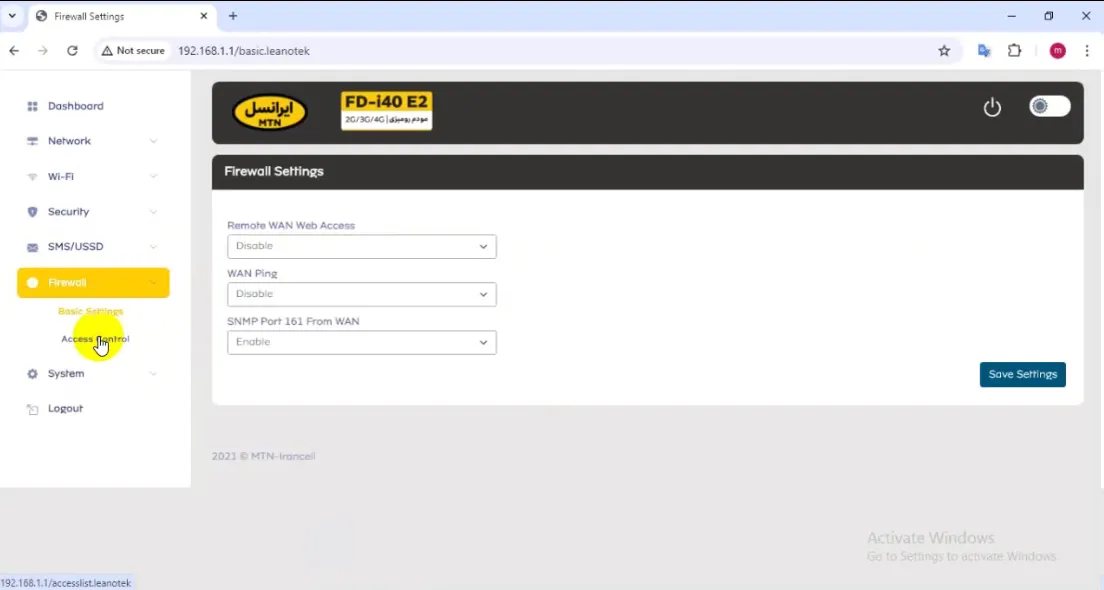 Firewall Settings
Not secure
192.168.1.1/basic.leanotek
m
Dashboard
Network
Wi-Fi
Security
SMS/USSD
Firewall
Basic Settings
Access Control
System
Logout
ایرانسل
MTN
FD-i40 E2
2G/3G/4G | مودم رومیزی
Firewall Settings
Remote WAN Web Access
Disable
WAN Ping
Disable
SNMP Port 161 From WAN
Enable
Save Settings
2021 © MTN-Irancell
Activate Windows
Go to Settings to activate Windows.
192.168.1.1/accesslist.leanotek